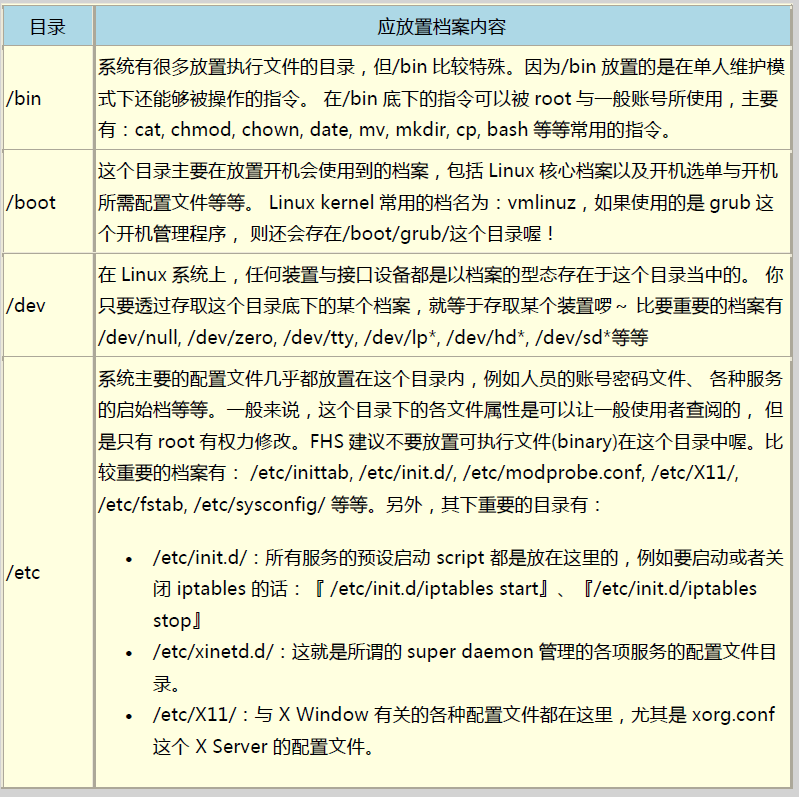 目录
应放置档案内容
/bin
系统有很多放置执行文件的目录，但/bin 比较特殊。因为/bin 放置的是在单人维护模
式下还能够被操作的指令。 在/bin 底下的指令可以被 root 与一般账号所使用，主要
有：cat, chmod, chown, date, mv, mkdir, cp, bash 等等常用的指令。
/boot
这个目录主要在放置开机会使用到的档案，包括 Linux 核心档案以及开机选单与开机
所需配置文件等等。 Linux kernel 常用的档名为：vmlinuz，如果使用的是 grub 这
个开机管理程序， 则还会存在/boot/grub/这个目录喔！
/dev
在 Linux 系统上，任何装置与接口设备都是以档案的型态存在于这个目录当中的。 你
只要透过存取这个目录底下的某个档案，就等于存取某个装置啰～ 比要重要的档案有
/dev/null, /dev/zero, /dev/tty, /dev/lp*, /dev/hd*, /dev/sd*等等
/etc
系统主要的配置文件几乎都放置在这个目录内，例如人员的账号密码文件、 各种服务
的启始档等等。一般来说，这个目录下的各文件属性是可以让一般使用者查阅的， 但
是只有 root 有权力修改。FHS 建议不要放置可执行文件(binary)在这个目录中喔。比
较重要的档案有： /etc/inittab, /etc/init.d/, /etc/modprobe.conf, /etc/X11/,
/etc/fstab, /etc/sysconfig/ 等等。另外，其下重要的目录有：
• /etc/init.d/：所有服务的预设启动 script 都是放在这里的，例如要启动或者关
闭 iptables 的话：『 /etc/init.d/iptables start』、『/etc/init.d/iptables
stop』
• /etc/xinetd.d/：这就是所谓的 super daemon 管理的各项服务的配置文件目
录。
• /etc/X11/：与 X Window 有关的各种配置文件都在这里，尤其是 xorg.conf
这个 X Server 的配置文件。